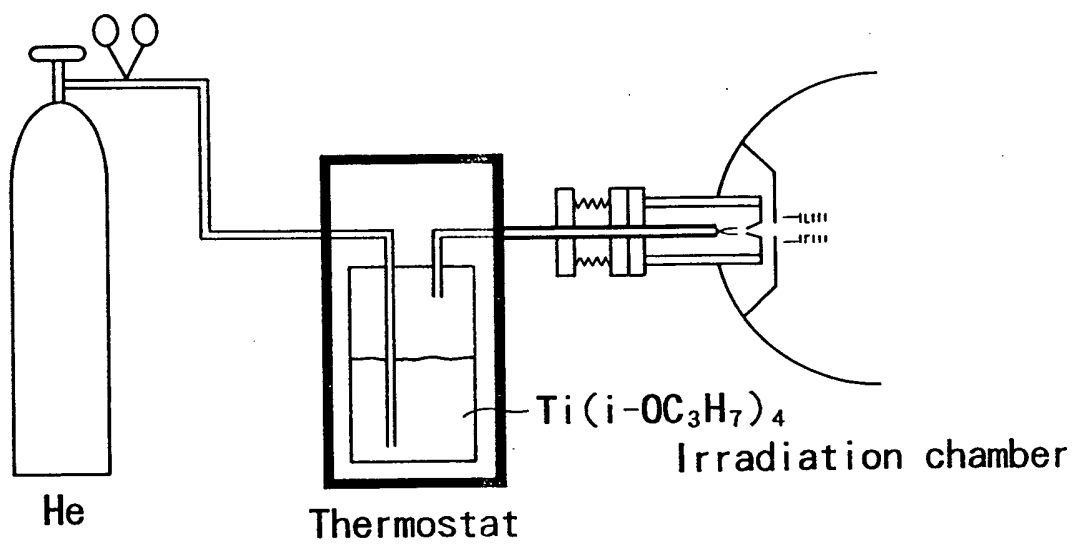 Ti(i-OC₃H₇)₄
Irradiation chamber
He
Thermostat